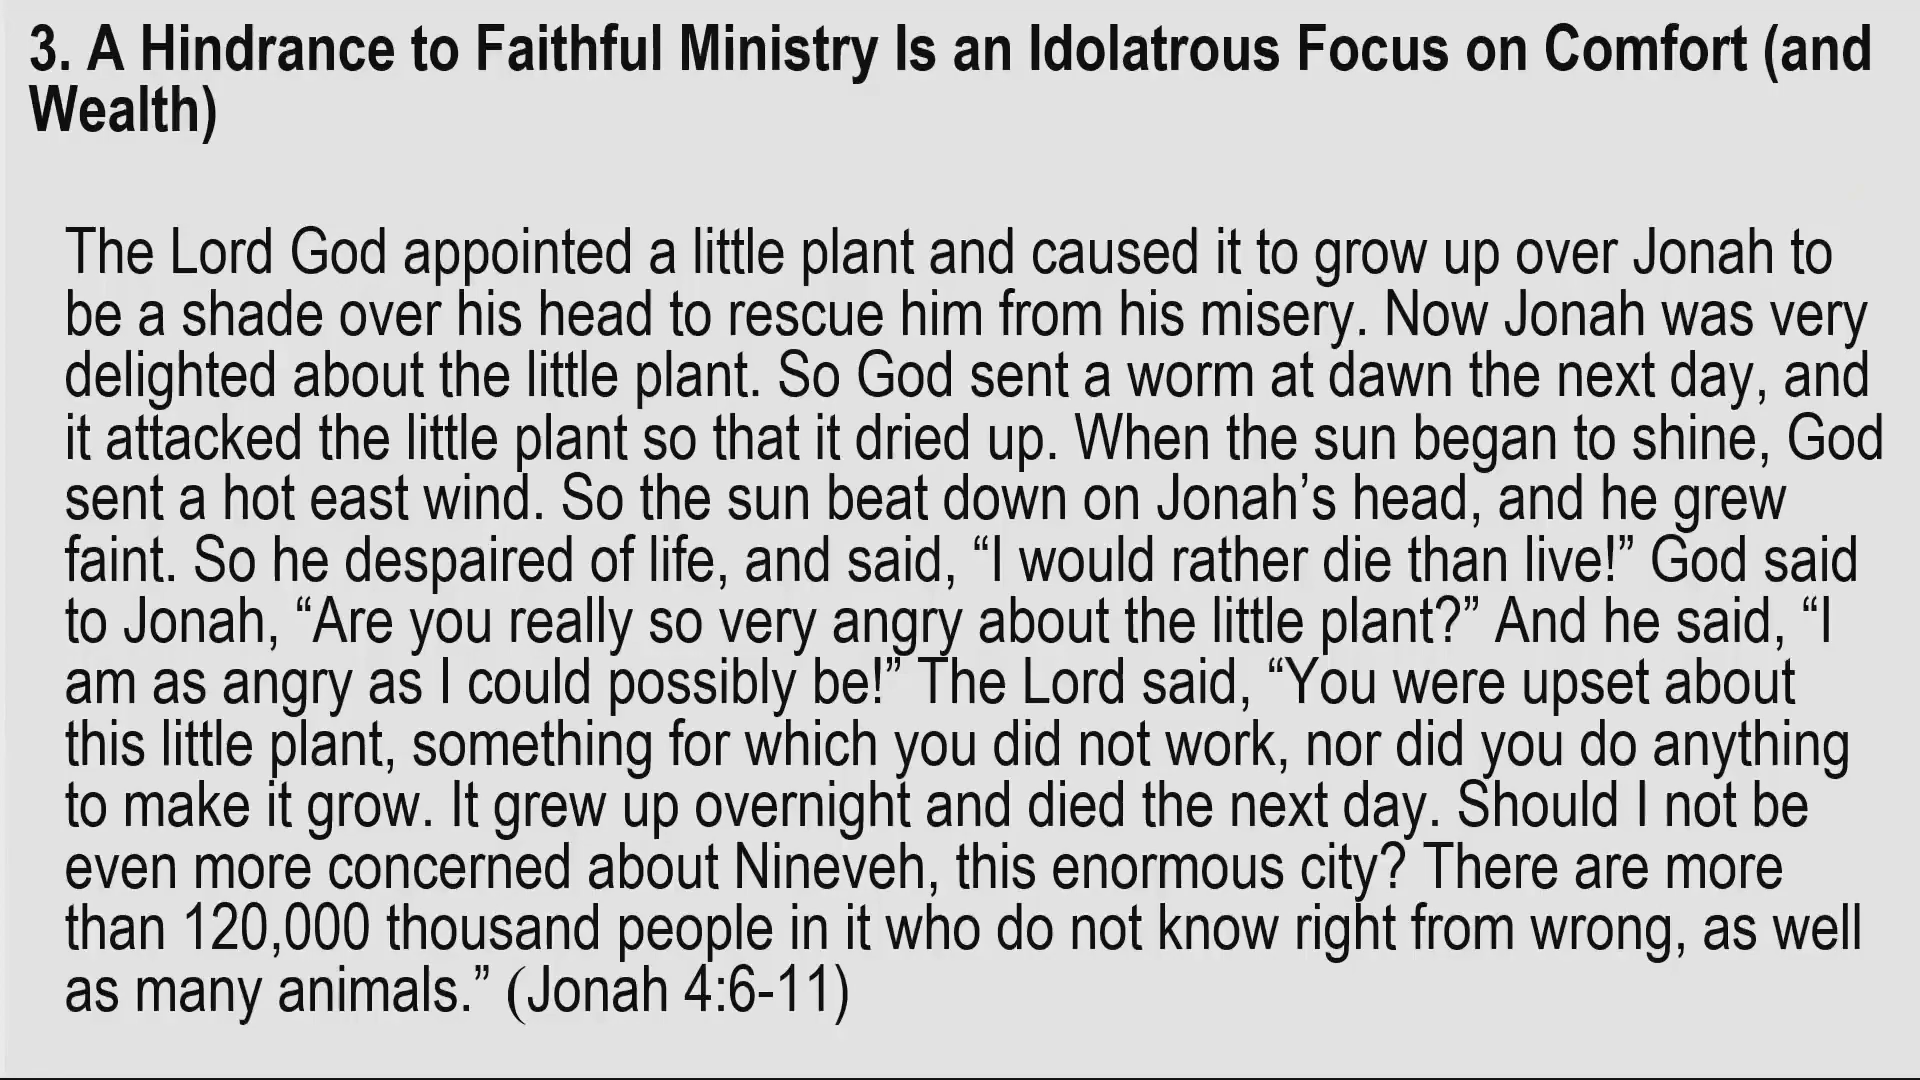 3. A Hindrance to Faithful Ministry Is an Idolatrous Focus on Comfort (and
Wealth)
The Lord God appointed a little plant and caused it to grow up over Jonah to
be a shade over his head to rescue him from his misery. Now Jonah was very
delighted about the little plant. So God sent a worm at dawn the next day, and
it attacked the little plant so that it dried up. When the sun began to shine, God
sent a hot east wind. So the sun beat down on Jonah’s head, and he grew
faint. So he despaired of life, and said, “I would rather die than live!” God said
to Jonah, “Are you really so very angry about the little plant?” And he said, “I
am as angry as I could possibly be!” The Lord said, “You were upset about
this little plant, something for which you did not work, nor did you do anything
to make it grow. It grew up overnight and died the next day. Should I not be
even more concerned about Nineveh, this enormous city? There are more
than 120,000 thousand people in it who do not know right from wrong, as well
as many animals.” (Jonah 4:6-11)